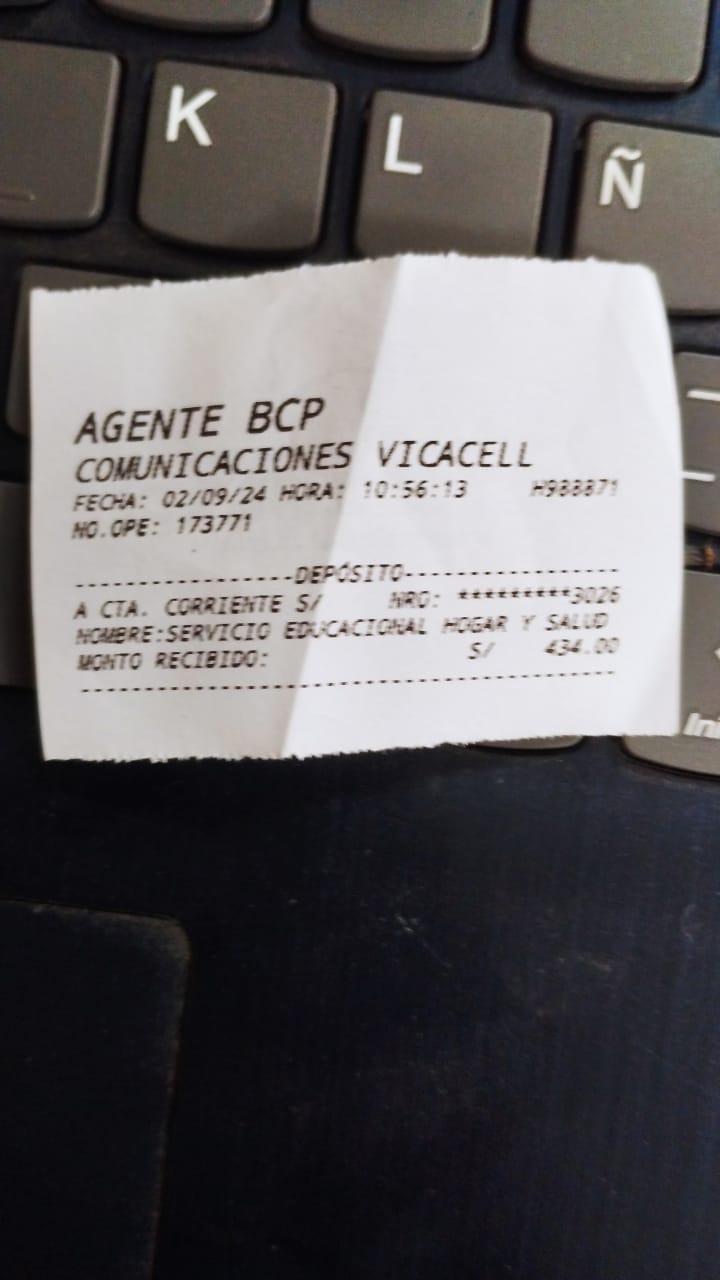 K
L
Ñ
AGENTE BCP
COMUNICACIONES VICACELL
FECHA: 02/09/24 HORA: 10:56:13 H988871
NO.OPE: 173771
-----------------DEPÓSITO-----------------
A CTA. CORRIENTE S/ NRO: *********3026
NOMBRE:SERVICIO EDUCACIONAL HOGAR Y SALUD
MONTO RECIBIDO: S/ 434.00
------------------------------------------